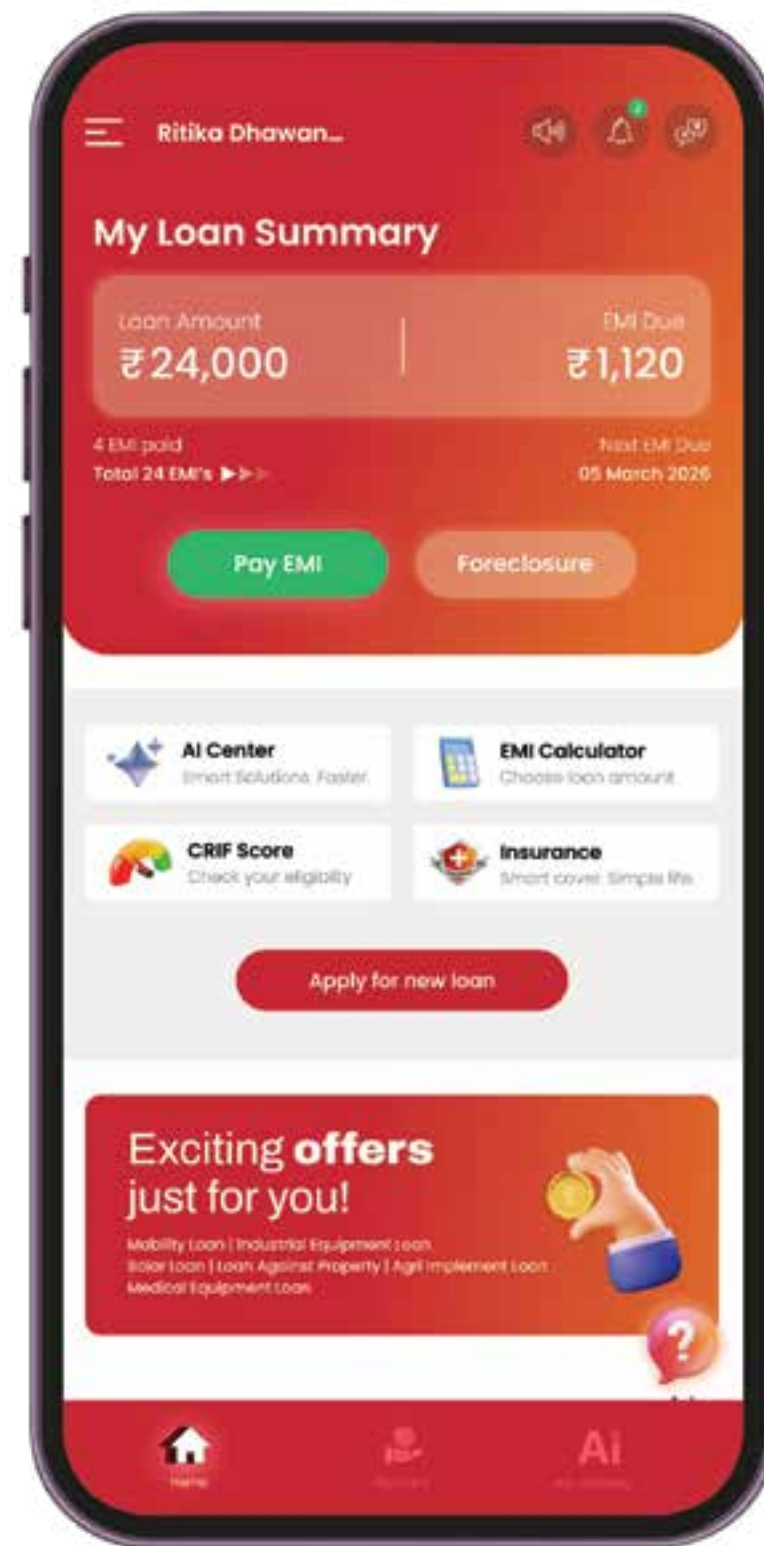 Ritika Dhawan...
2
My Loan Summary
Loan Amount
EMI Due
₹24,000
₹1,120
4 EMI paid
Next EMI Due
Total 24 EMI's
05 March 2026
Pay EMI
Foreclosure
AI Center
Smart Solutions. Faster.
EMI Calculator
Choose loan amount
CRIF Score
Check your eligibility
Insurance
Smart cover. Simple life.
Apply for new loan
Exciting offers
just for you!
Mobility Loan | Industrial Equipment Loan
Solar Loan | Loan Against Property | Agri Implement Loan
Medical Equipment Loan
?
Home
Ai